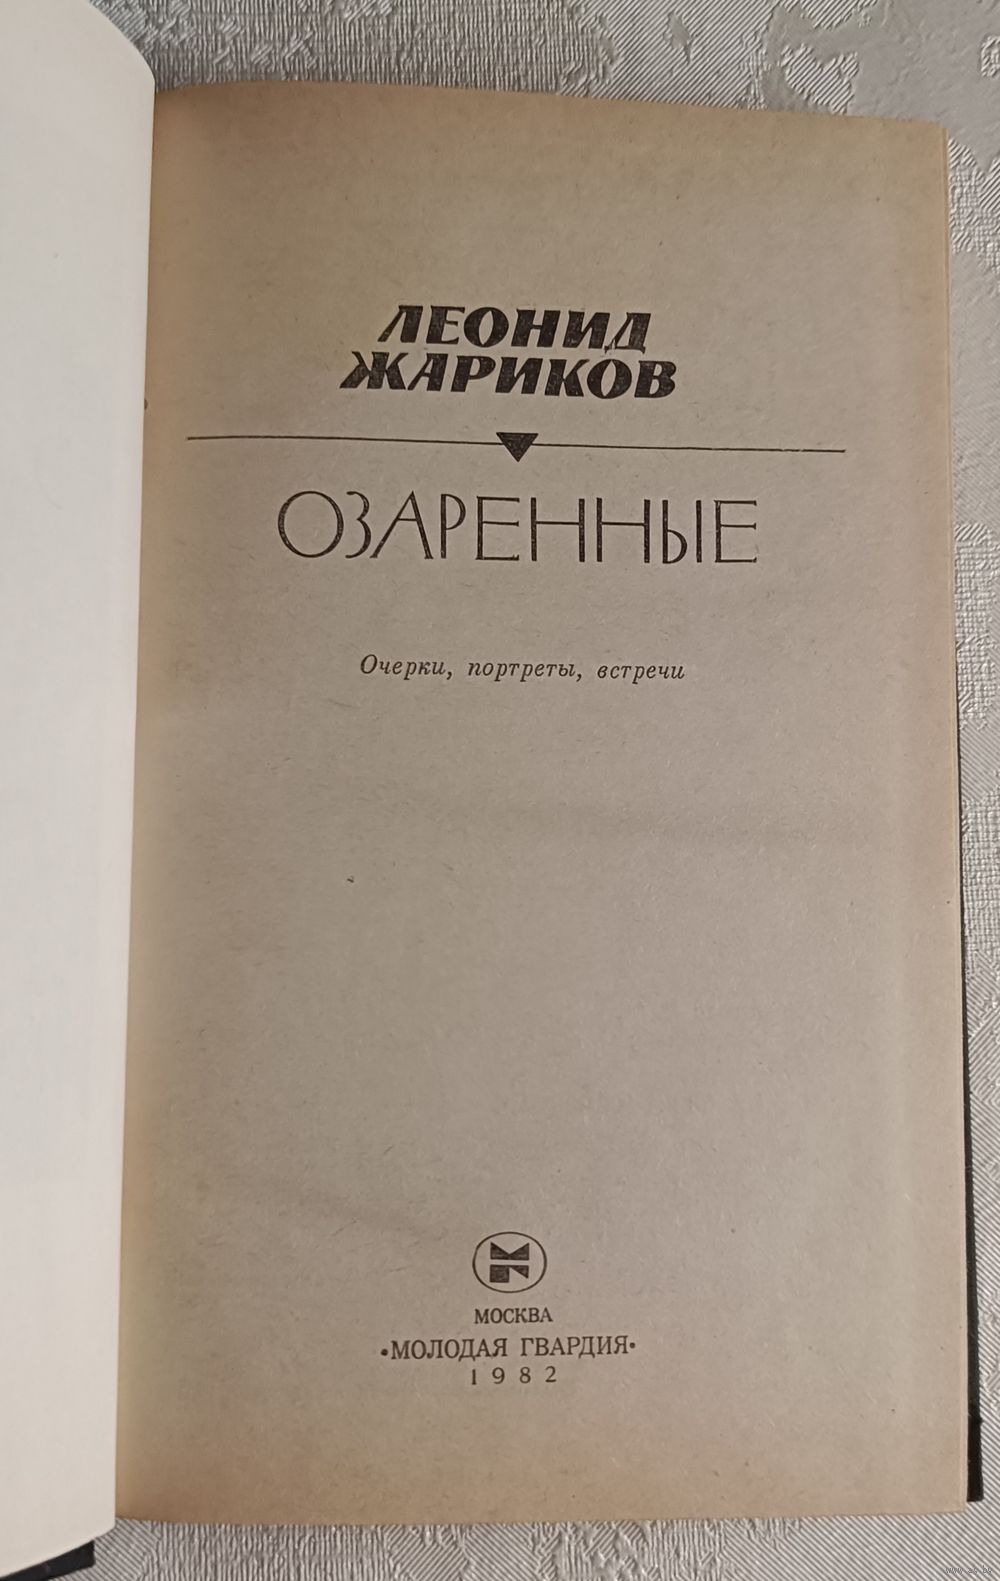 ЛЕОНИД
ЖАРИКОВ
ОЗАРЕННЫЕ
Очерки, портреты, встречи
МОСКВА
«МОЛОДАЯ ГВАРДИЯ»
1982